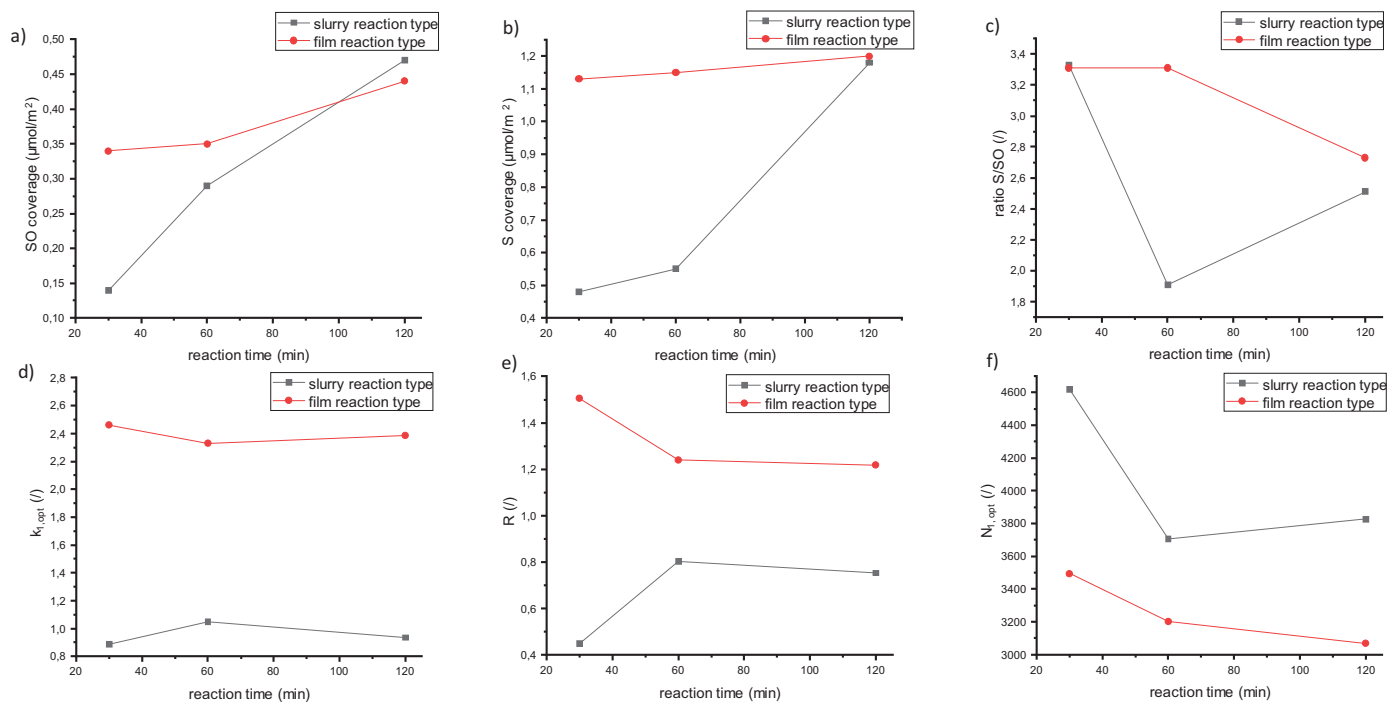 a)
slurry reaction type
film reaction type
0,50
0,45
0,40
0,35
0,30
0,25
0,20
0,15
0,10
SO coverage (µmol/m²)
20 40 60 80 100 120
reaction time (min)
b)
slurry reaction type
film reaction type
1,2
1,1
1,0
0,9
0,8
0,7
0,6
0,5
0,4
S coverage (µmol/m²)
20 40 60 80 100 120
reaction time (min)
c)
slurry reaction type
film reaction type
3,4
3,2
3,0
2,8
2,6
2,4
2,2
2,0
1,8
ratio S/SO (/)
20 40 60 80 100 120
reaction time (min)
d)
slurry reaction type
film reaction type
2,8
2,6
2,4
2,2
2,0
1,8
1,6
1,4
1,2
1,0
0,8
k1,opt (/)
20 40 60 80 100 120
reaction time (min)
e)
slurry reaction type
film reaction type
1,6
1,4
1,2
1,0
0,8
0,6
0,4
R (/)
20 40 60 80 100 120
reaction time (min)
f)
slurry reaction type
film reaction type
4600
4400
4200
4000
3800
3600
3400
3200
3000
N1,opt (/)
20 40 60 80 100 120
reaction time (min)